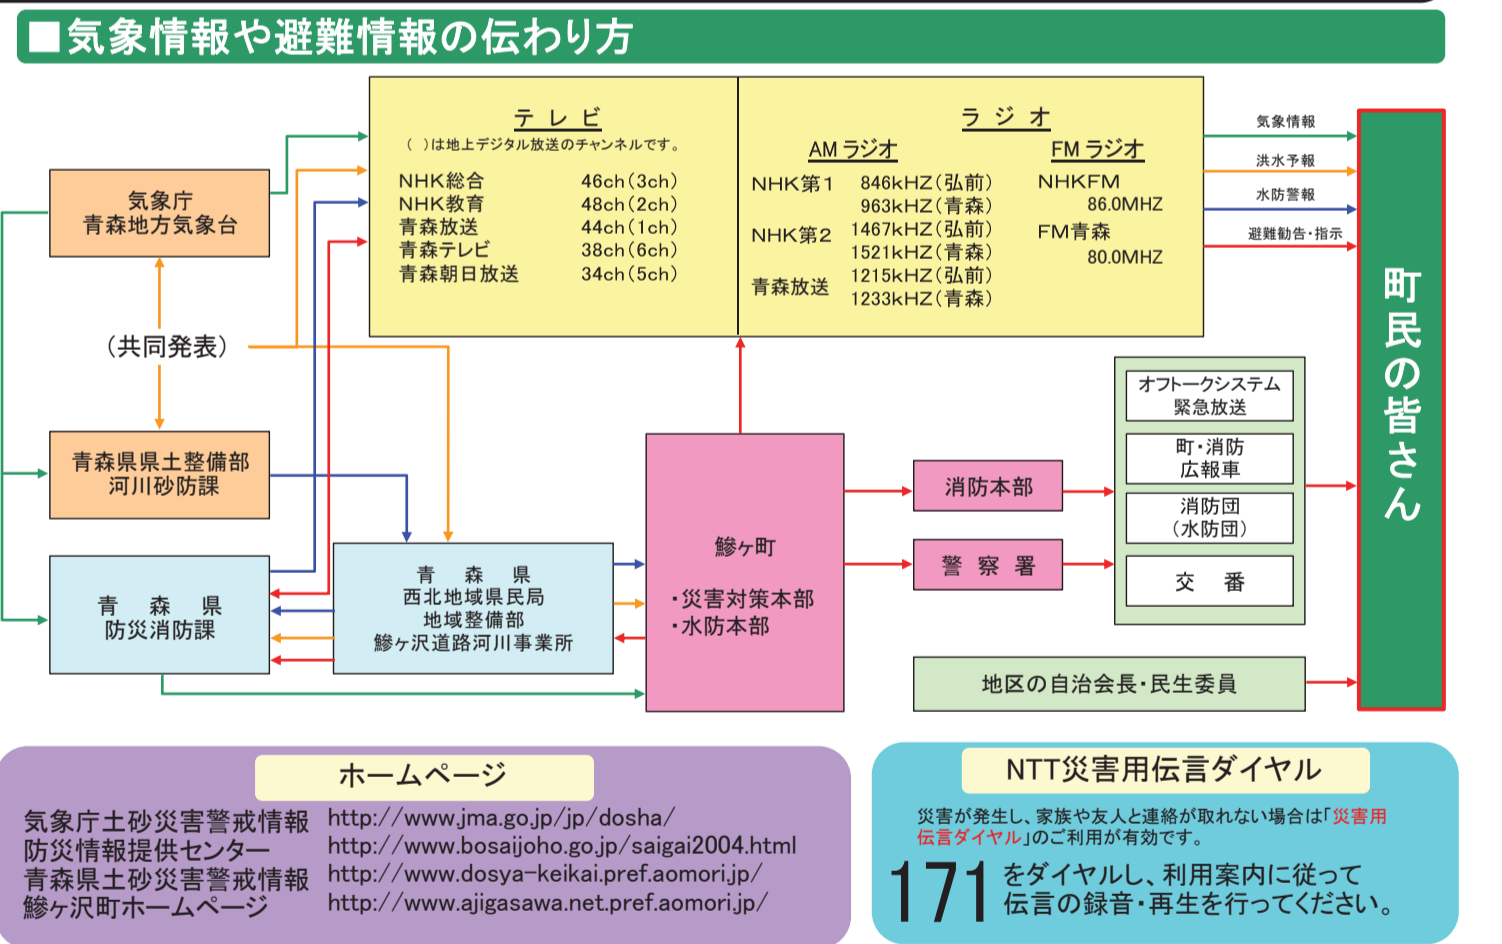 ■気象情報や避難情報の伝わり方
テレビ
（　）は地上デジタル放送のチャンネルです。
NHK総合　46ch（3ch）
NHK教育　48ch（2ch）
青森放送　44ch（1ch）
青森テレビ　38ch（6ch）
青森朝日放送　34ch（5ch）
ラジオ
AMラジオ
NHK第1　846kHZ（弘前）
963kHZ（青森）
NHK第2　1467kHZ（弘前）
1521kHZ（青森）
青森放送　1215kHZ（弘前）
1233kHZ（青森）
FMラジオ
NHKFM
86.0MHZ
FM青森
80.0MHZ
気象情報
洪水予報
水防警報
避難勧告・指示
町民の皆さん
気象庁
青森地方気象台
（共同発表）
青森県県土整備部
河川砂防課
青森県
防災消防課
青森県
西北地域県民局
地域整備部
鰺ヶ沢道路河川事業所
鰺ヶ町
・災害対策本部
・水防本部
消防本部
警察署
オフトークシステム
緊急放送
町・消防
広報車
消防団
（水防団）
交番
地区の自治会長・民生委員
ホームページ
気象庁土砂災害警戒情報　http://www.jma.go.jp/jp/dosha/
防災情報提供センター　http://www.bosaijoho.go.jp/saigai2004.html
青森県土砂災害警戒情報　http://www.dosya-keikai.pref.aomori.jp/
鰺ヶ沢町ホームページ　http://www.ajigasawa.net.pref.aomori.jp/
NTT災害用伝言ダイヤル
災害が発生し、家族や友人と連絡が取れない場合は「災害用
伝言ダイヤル」のご利用が有効です。
171をダイヤルし、利用案内に従って
伝言の録音・再生を行ってください。